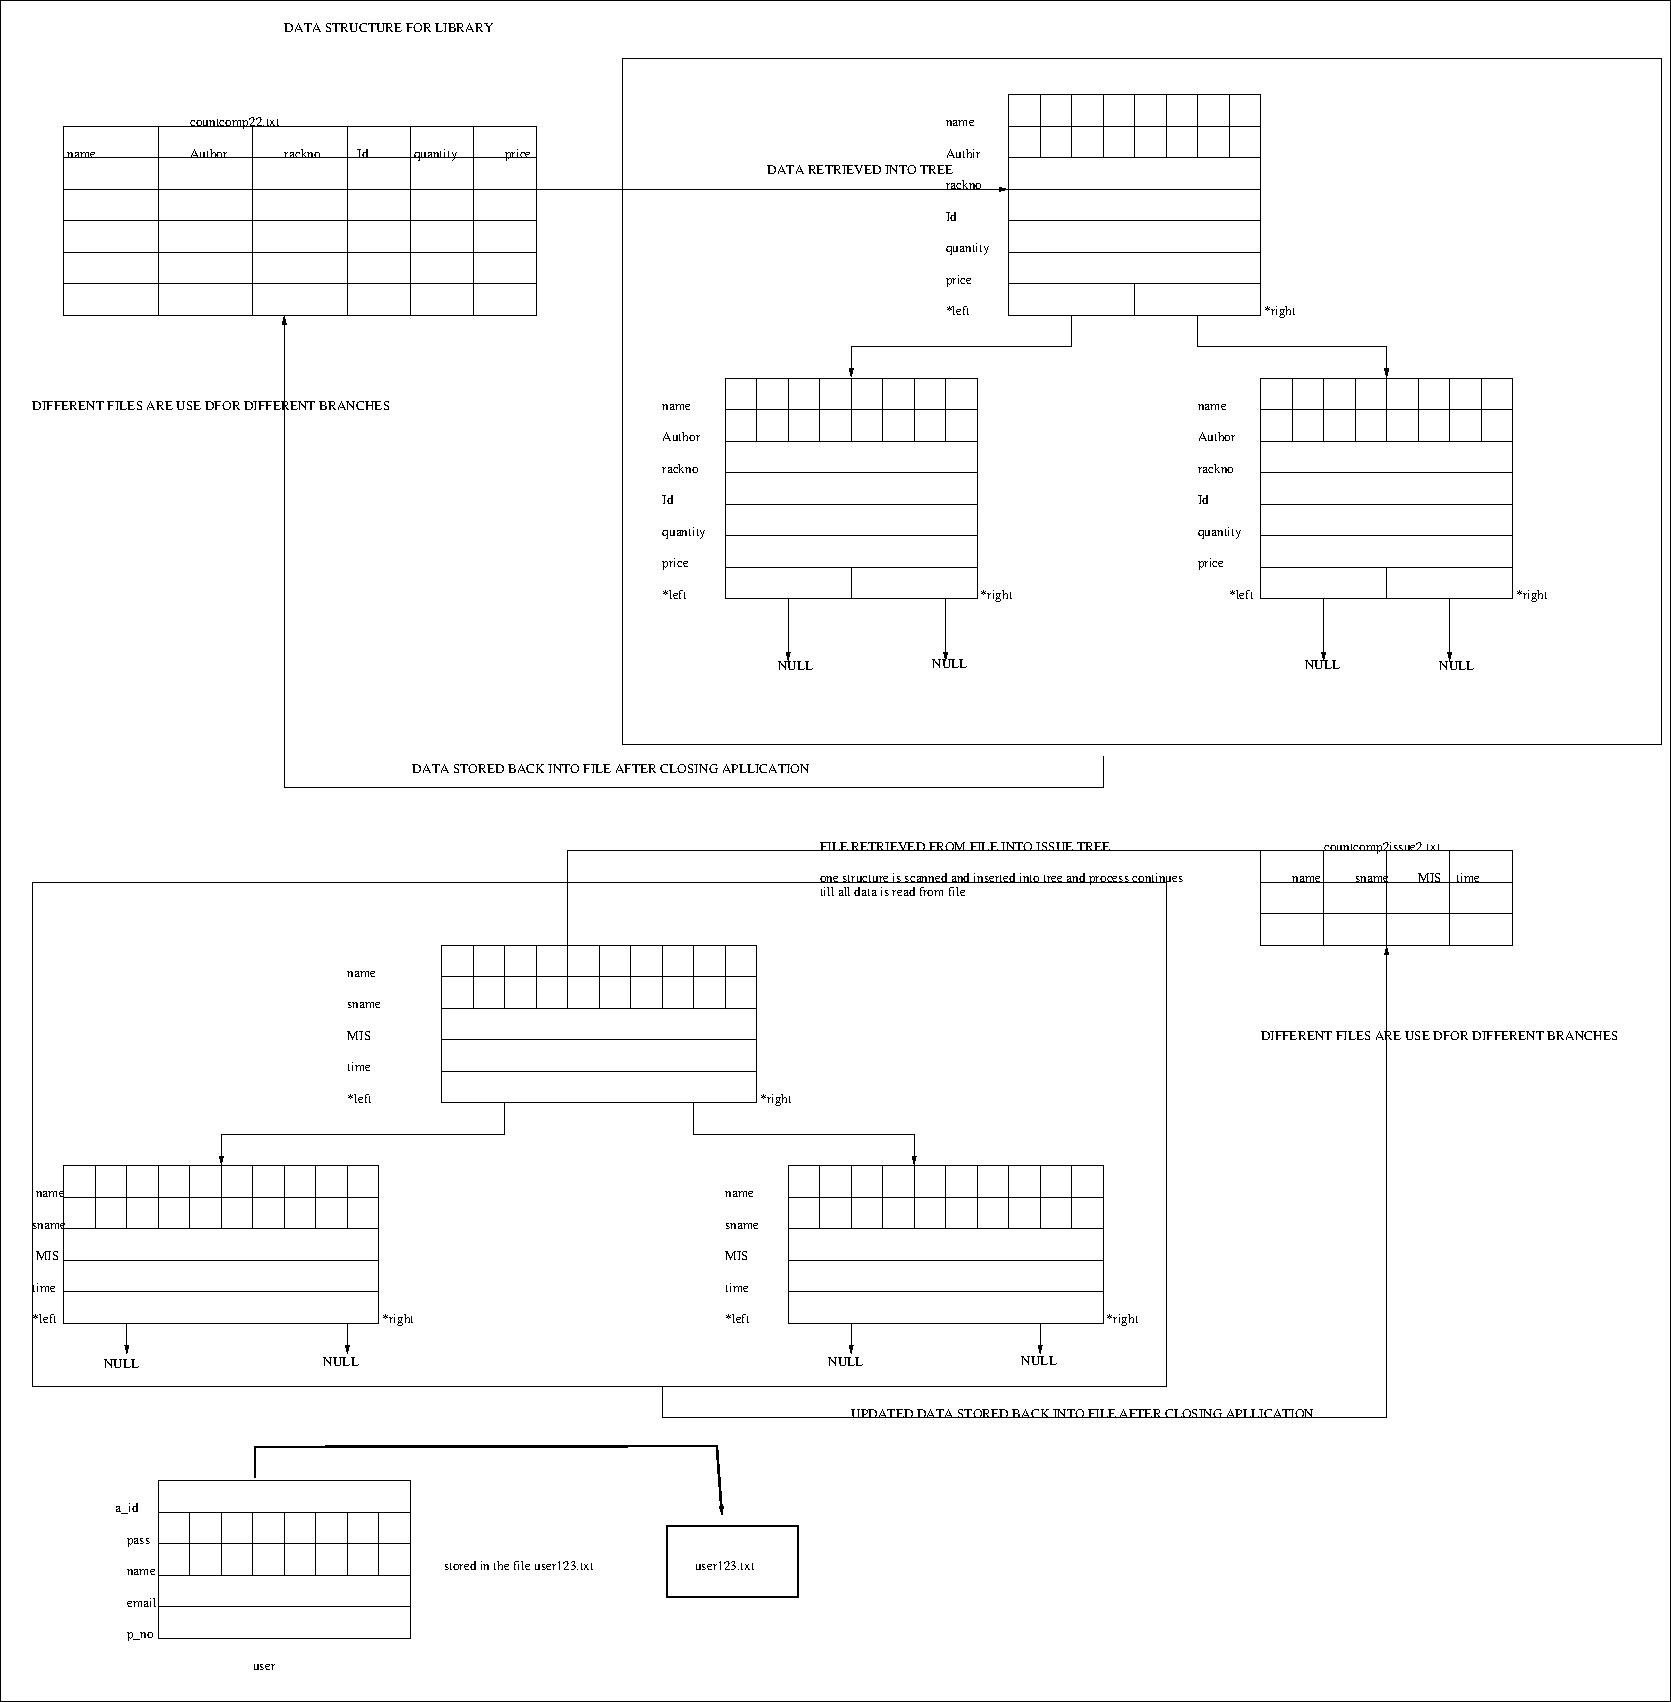 DATA STRUCTURE FOR LIBRARY
countcomp22.txt
name Author rackno Id quantity price
DATA RETRIEVED INTO TREE
name
Authir
rackno
Id
quantity
price
*left *right
DIFFERENT FILES ARE USE DFOR DIFFERENT BRANCHES
name
Author
rackno
Id
quantity
price
*left *right
NULL NULL
name
Author
rackno
Id
quantity
price
*left *right
NULL NULL
DATA STORED BACK INTO FILE AFTER CLOSING APLLICATION
FILE RETRIEVED FROM FILE INTO ISSUE TREE
one structure is scanned and inserted into tree and process continues
till all data is read from file
countcomp2issue2.txt
name sname MIS time
DIFFERENT FILES ARE USE DFOR DIFFERENT BRANCHES
name
sname
MIS
time
*left *right
name
sname
MIS
time
*left *right
NULL NULL
name
sname
MIS
time
*left *right
NULL NULL
UPDATED DATA STORED BACK INTO FILE AFTER CLOSING APLLICATION
a_id
pass
name
email
p_no
user
stored in the file user123.txt
user123.txt